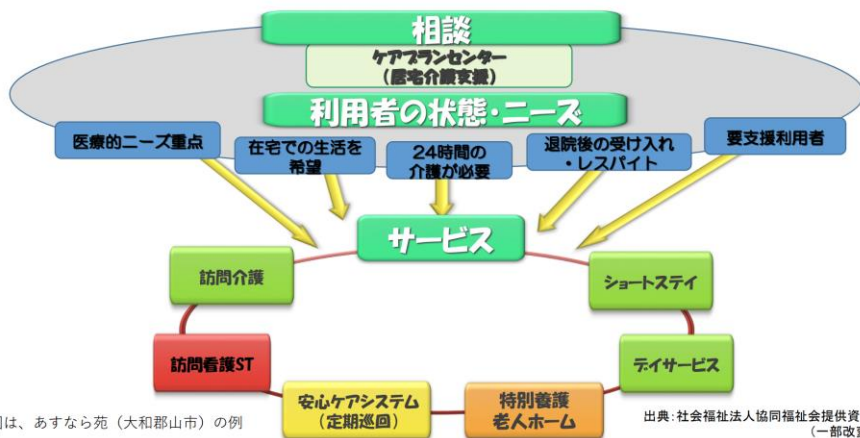 相談
ケアプランセンター
(居宅介護支援)
利用者の状態・ニーズ
医療的ニーズ重点
在宅での生活を
希望
24時間の
介護が必要
退院後の受け入れ
・レスパイト
要支援利用者
サービス
訪問介護
ショートステイ
訪問看護ST
デイサービス
安心ケアシステム
(定期巡回)
特別養護
老人ホーム
は、あすなら苑(大和郡山市)の例
出典:社会福祉法人協同福祉会提供資
(一部改